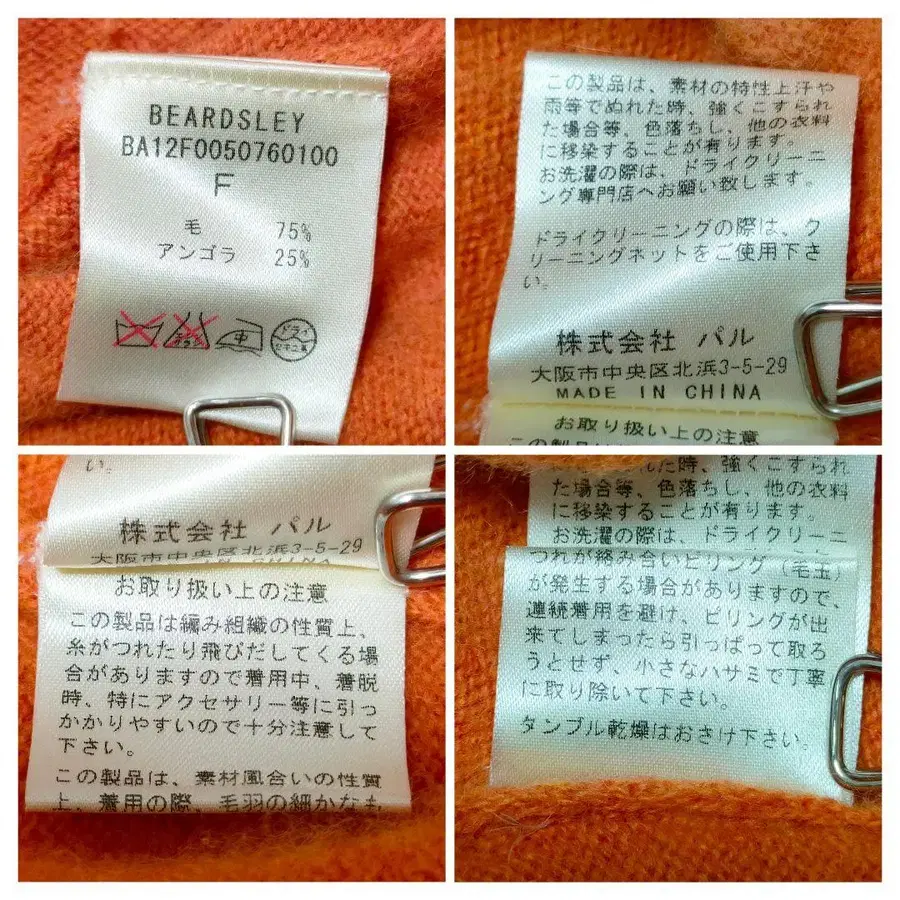 BEARDSLEY
BA12F0050760100
F
毛 75%
アンゴラ 25%
中
ドライ
セキユ系
この製品は、素材の特性上汗や
雨等でぬれた時、強くこすられ
た場合等、色落ちし、他の衣料
に移染することが有ります。
お洗濯の際は、ドライクリーニ
ング専門店へお願い致します。
ドライクリーニングの際は、ク
リーニングネットをご使用下さ
い。
株式会社 パル
大阪市中央区北浜3-5-29
MADE IN CHINA
お取り扱い上の注意
い。
株式会社 パル
大阪市中央区北浜3-5-29
お取り扱い上の注意
この製品は編み組織の性質上、
糸がつれたり飛びだしてくる場
合がありますので着用中、着脱
時、特にアクセサリー等に引っ
かかりやすいので十分注意して
下さい。
この製品は、素材風合いの性質
上、着用の際、毛羽の細かなも
れた時、強くこすられ
た場合等、色落ちし、他の衣料
に移染することが有ります。
お洗濯の際は、ドライクリーニ
つれが絡み合いピリング(毛玉)
が発生する場合がありますので、
連続着用を避け、ピリングが出
来てしまったら引っぱって取ろ
うとせず、小さなハサミで丁寧
に取り除いて下さい。
タンブル乾燥はおさけ下さい。